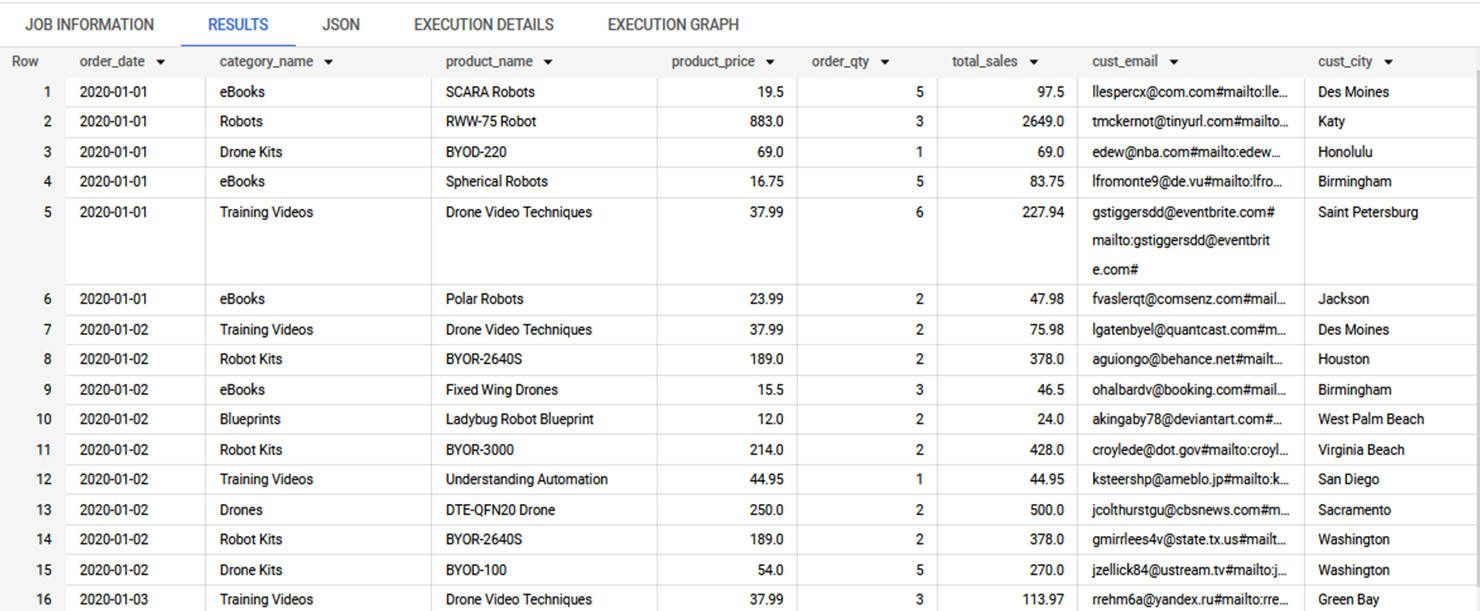 JOB INFORMATION RESULTS JSON EXECUTION DETAILS EXECUTION GRAPH
Row order_date category_name product_name product_price order_qty total_sales cust_email cust_city
1 2020-01-01 eBooks SCARA Robots 19.5 5 97.5 llespercx@com.com#mailto:lle... Des Moines
2 2020-01-01 Robots RWW-75 Robot 883.0 3 2649.0 tmckernot@tinyurl.com#mailto... Katy
3 2020-01-01 Drone Kits BYOD-220 69.0 1 69.0 edew@nba.com#mailto:edew... Honolulu
4 2020-01-01 eBooks Spherical Robots 16.75 5 83.75 lfromonte9@de.vu#mailto:lfro... Birmingham
5 2020-01-01 Training Videos Drone Video Techniques 37.99 6 227.94 gstiggersdd@eventbrite.com# Saint Petersburg
mailto:gstiggersdd@eventbrit
e.com#
6 2020-01-01 eBooks Polar Robots 23.99 2 47.98 fvaslerqt@comsenz.com#mail... Jackson
7 2020-01-02 Training Videos Drone Video Techniques 37.99 2 75.98 lgatenbyel@quantcast.com#m... Des Moines
8 2020-01-02 Robot Kits BYOR-2640S 189.0 2 378.0 aguiongo@behance.net#mailt... Houston
9 2020-01-02 eBooks Fixed Wing Drones 15.5 3 46.5 ohalbardv@booking.com#mail... Birmingham
10 2020-01-02 Blueprints Ladybug Robot Blueprint 12.0 2 24.0 akingaby78@deviantart.com#... West Palm Beach
11 2020-01-02 Robot Kits BYOR-3000 214.0 2 428.0 croylede@dot.gov#mailto:croyl... Virginia Beach
12 2020-01-02 Training Videos Understanding Automation 44.95 1 44.95 ksteershp@ameblo.jp#mailto:k... San Diego
13 2020-01-02 Drones DTE-QFN20 Drone 250.0 2 500.0 jcolthurstgu@cbsnews.com#m... Sacramento
14 2020-01-02 Robot Kits BYOR-2640S 189.0 2 378.0 gmirrlees4v@state.tx.us#mailt... Washington
15 2020-01-02 Drone Kits BYOD-100 54.0 5 270.0 jzellick84@ustream.tv#mailto:j... Washington
16 2020-01-03 Training Videos Drone Video Techniques 37.99 3 113.97 rrehm6a@yandex.ru#mailto:rre... Green Bay